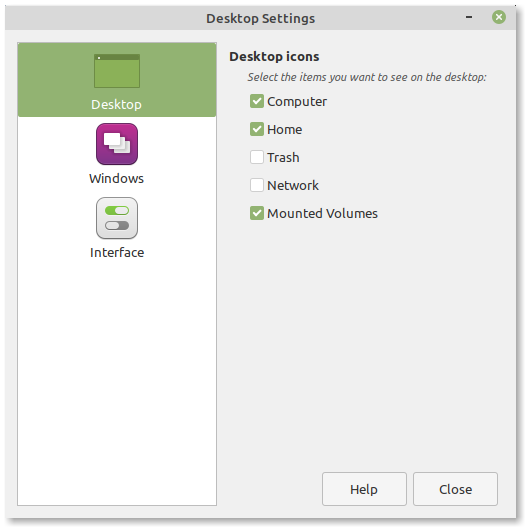 Desktop Settings
Desktop
Windows
Interface
Desktop icons
Select the items you want to see on the desktop:
Computer
Home
Trash
Network
Mounted Volumes
Help
Close